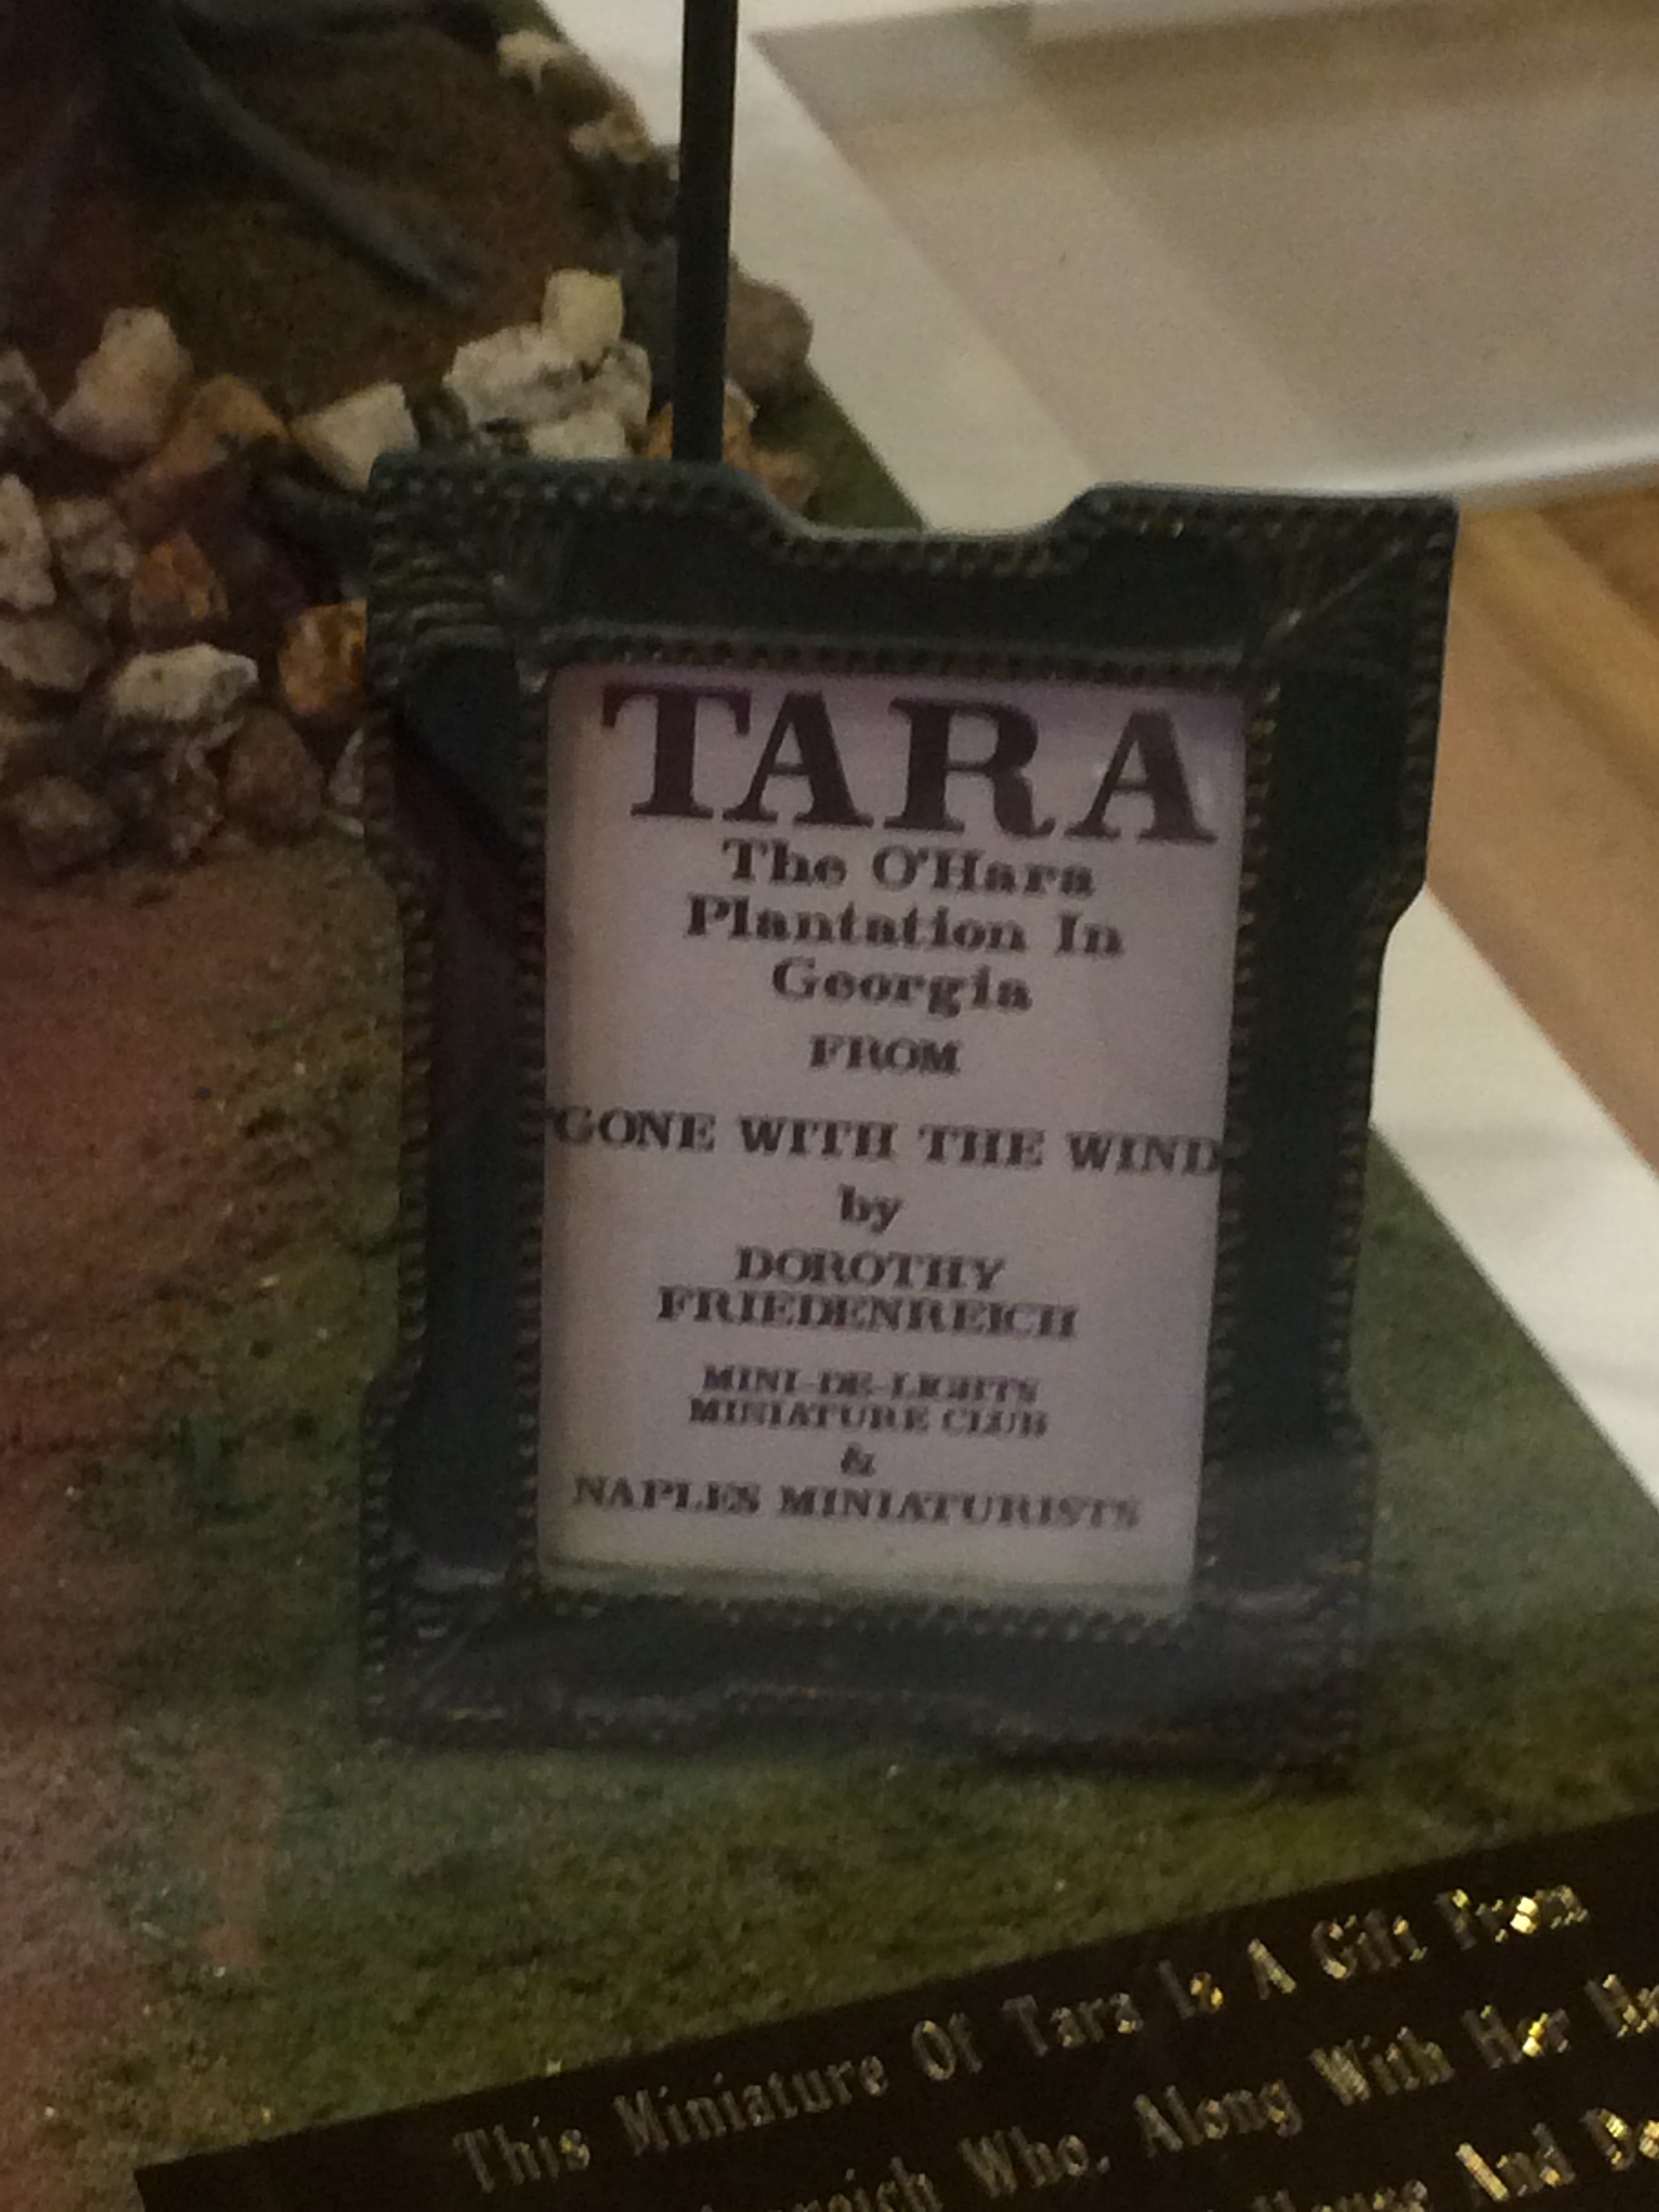 TARA
The O'Hara
Plantation In
Georgia
FROM
"GONE WITH THE WIND
by
DOROTHY
FRIEDENREICH
MINI-DE-LIGHTS
MINIATURE CLUB
&
NAPLES MINIATURISTS
This Miniature Of Tara Is A Gift From
Who, Along With Her
And